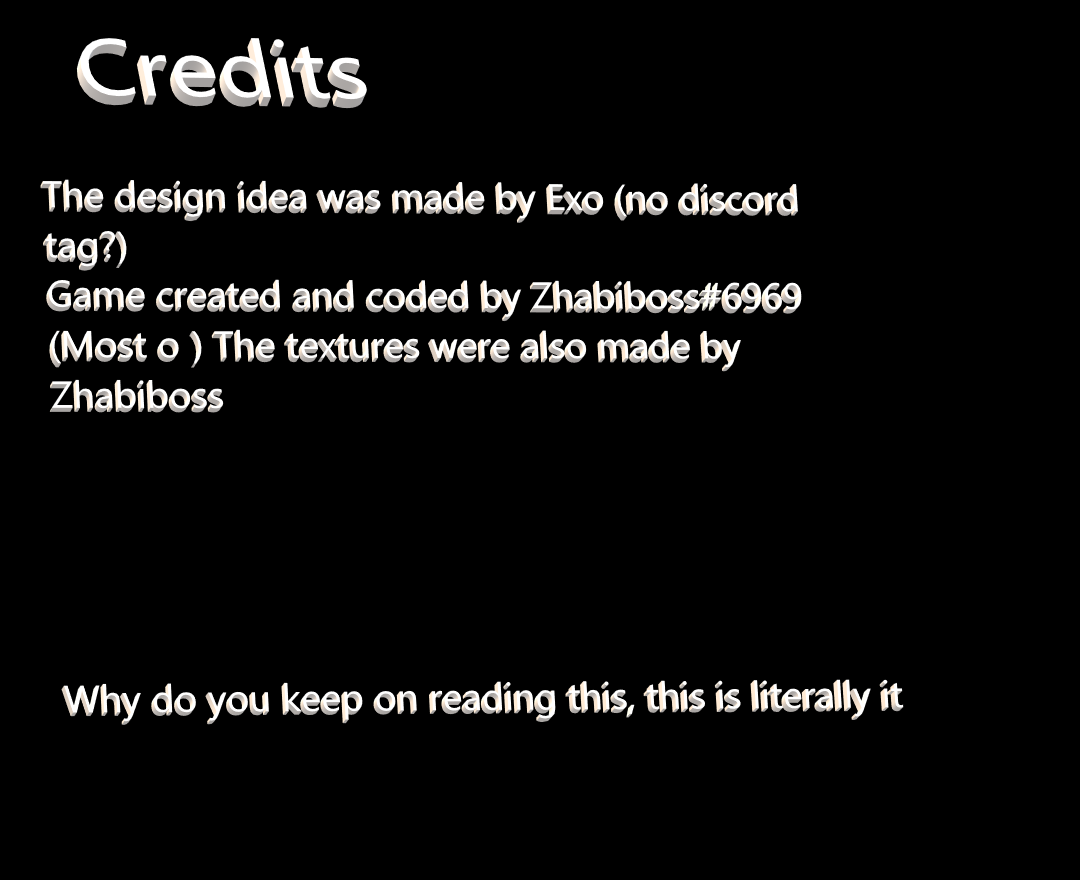 Credits
The design idea was made by Exo (no discord
tag?)
Game created and coded by Zhabiboss#6969
(Most o ) The textures were also made by
Zhabiboss
Why do you keep on reading this, this is literally it